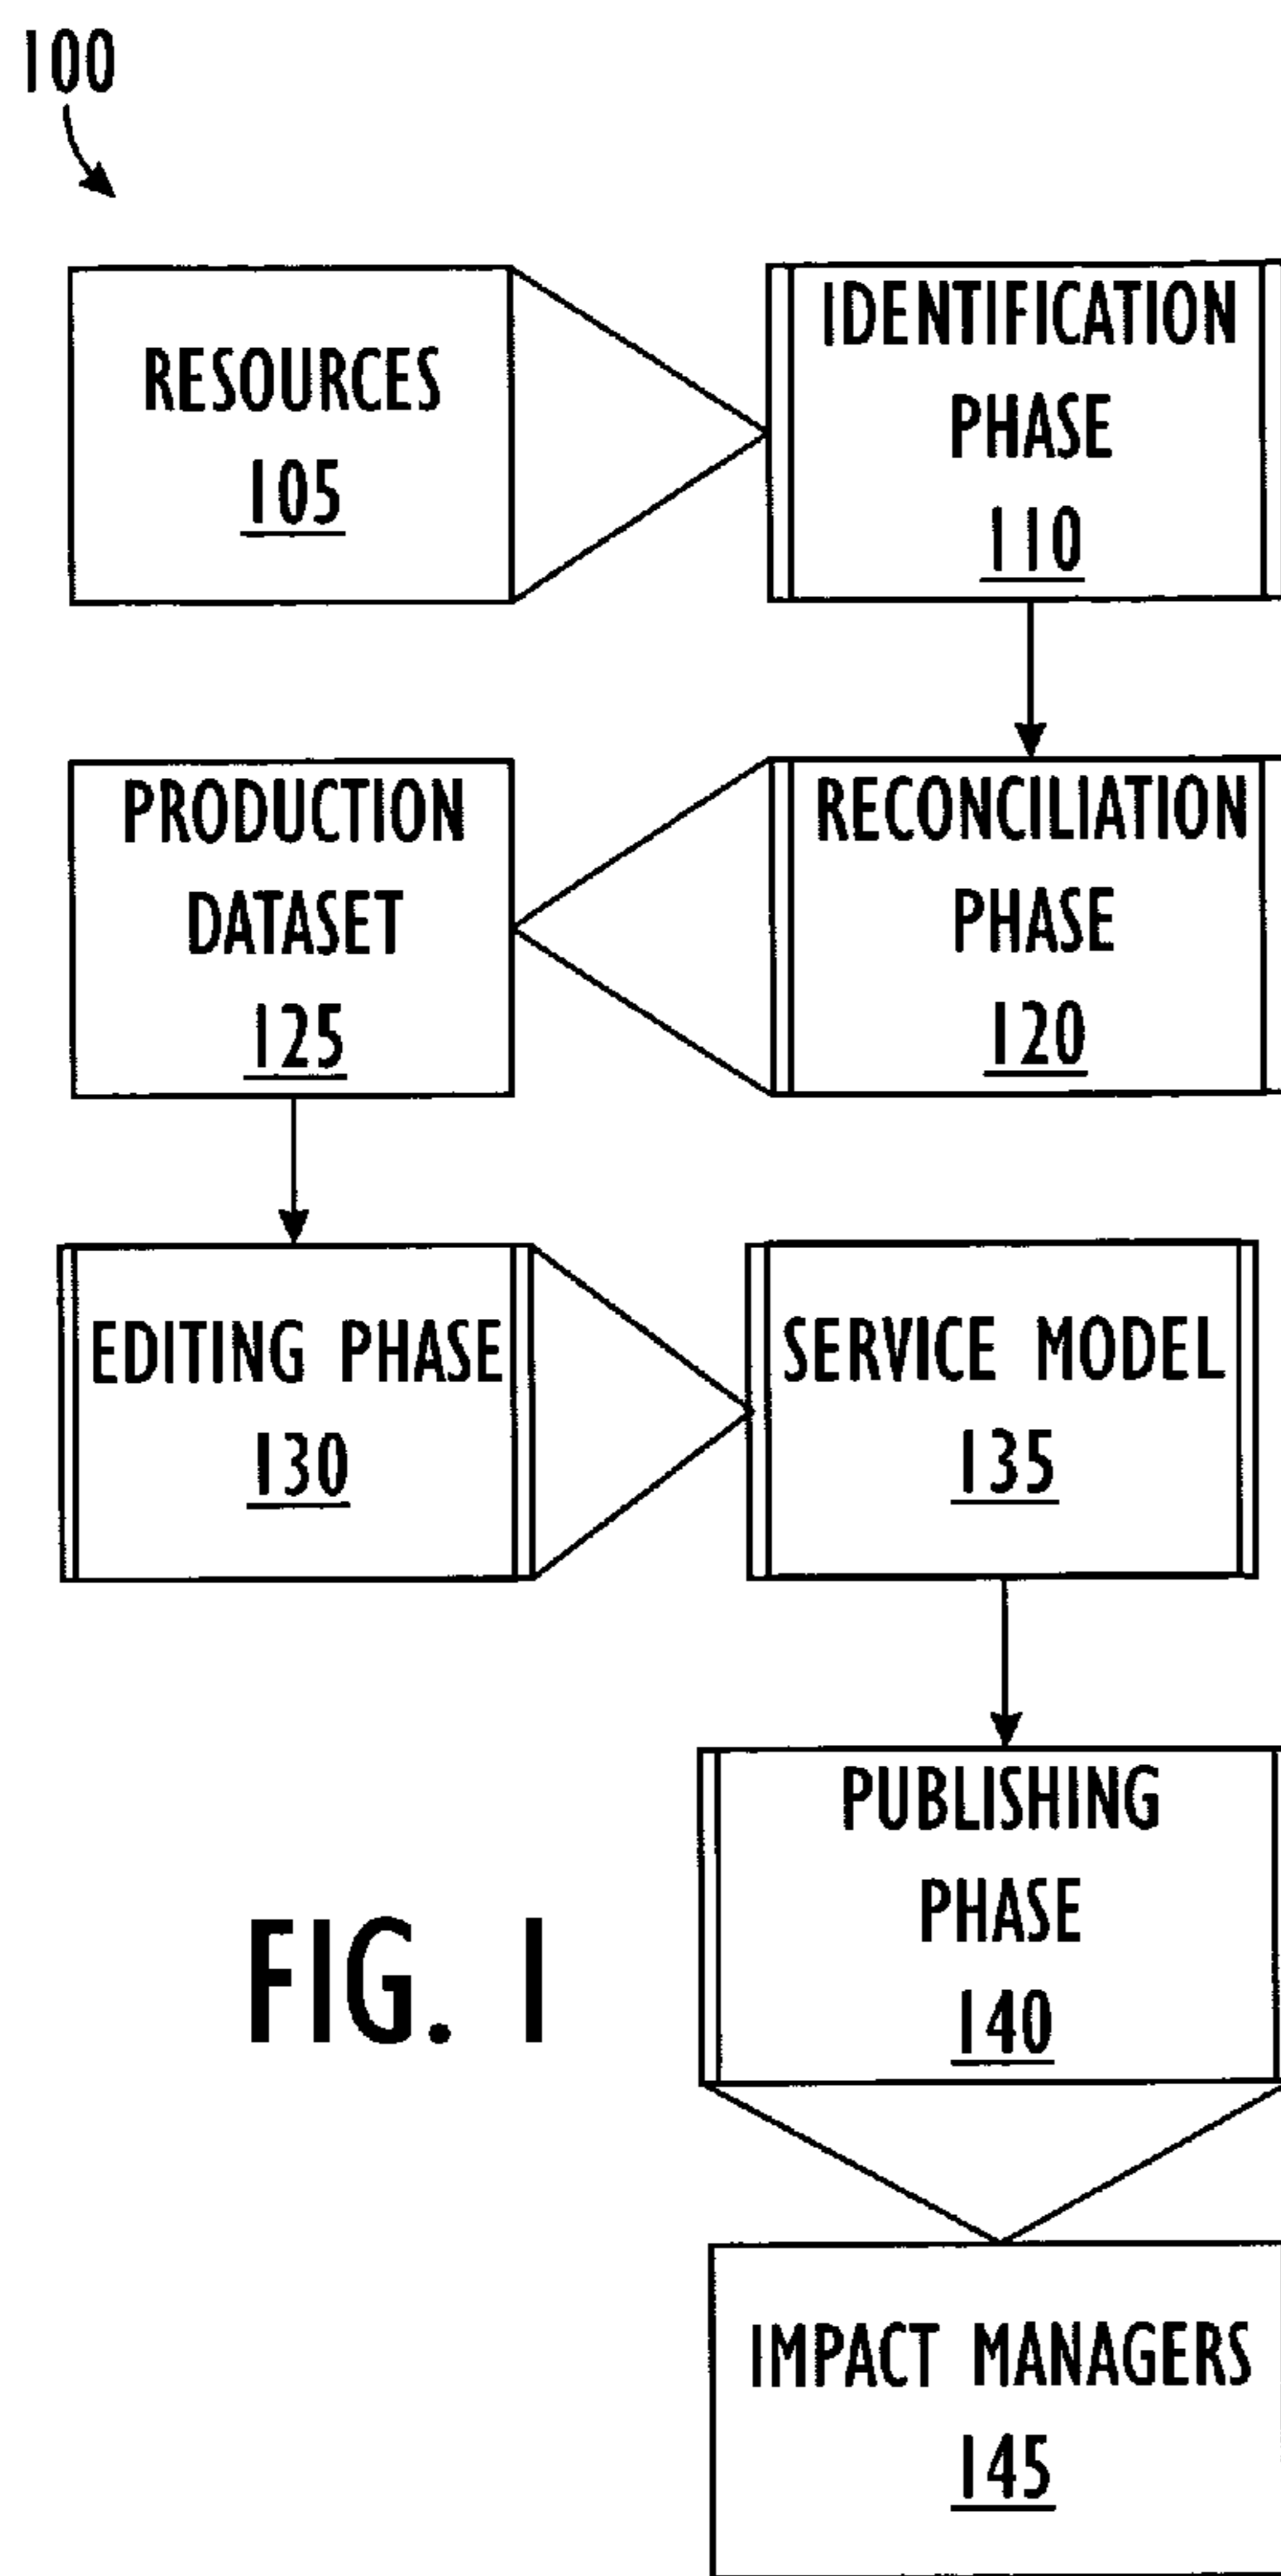 100
RESOURCES
105
IDENTIFICATION
PHASE
110
PRODUCTION
DATASET
125
RECONCILIATION
PHASE
120
EDITING PHASE
130
SERVICE MODEL
135
PUBLISHING
PHASE
140
FIG. 1
IMPACT MANAGERS
145